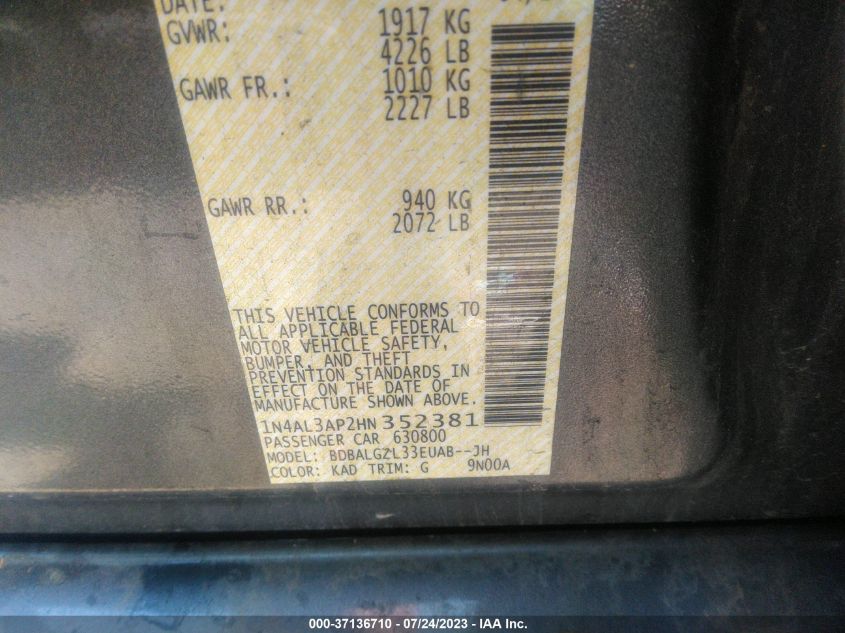 DATE:
GVWR: 1917 KG
4226 LB
GAWR FR.: 1010 KG
2227 LB
GAWR RR.: 940 KG
2072 LB
THIS VEHICLE CONFORMS TO
ALL APPLICABLE FEDERAL
MOTOR VEHICLE SAFETY,
BUMPER, AND THEFT
PREVENTION STANDARDS IN
EFFECT ON THE DATE OF
MANUFACTURE SHOWN ABOVE.
1N4AL3AP2HN352381
PASSENGER CAR 630800
MODEL: BDBALGZL33EUAB--JH
COLOR: KAD TRIM: G 9N00A
000-37136710 - 07/24/2023 - IAA Inc.